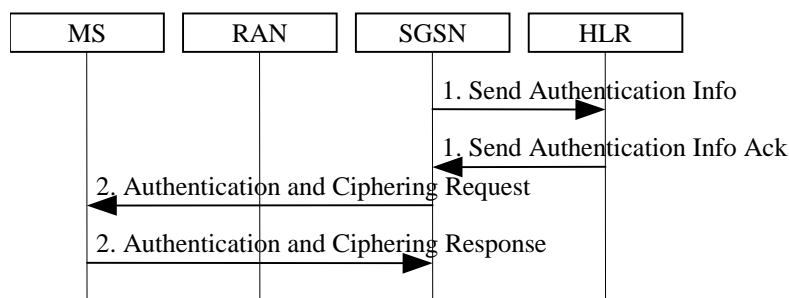 MS RAN SGSN HLR
1. Send Authentication Info
1. Send Authentication Info Ack
2. Authentication and Ciphering Request
2. Authentication and Ciphering Response